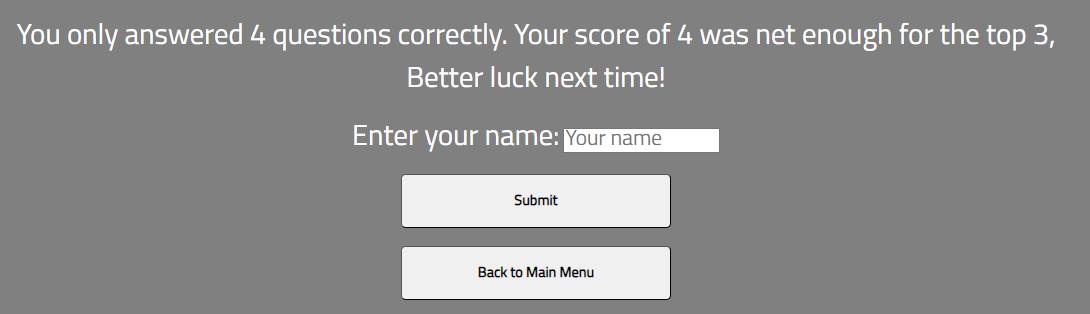 You only answered 4 questions correctly. Your score of 4 was net enough for the top 3,
Better luck next time!
Enter your name: Your name
Submit
Back to Main Menu